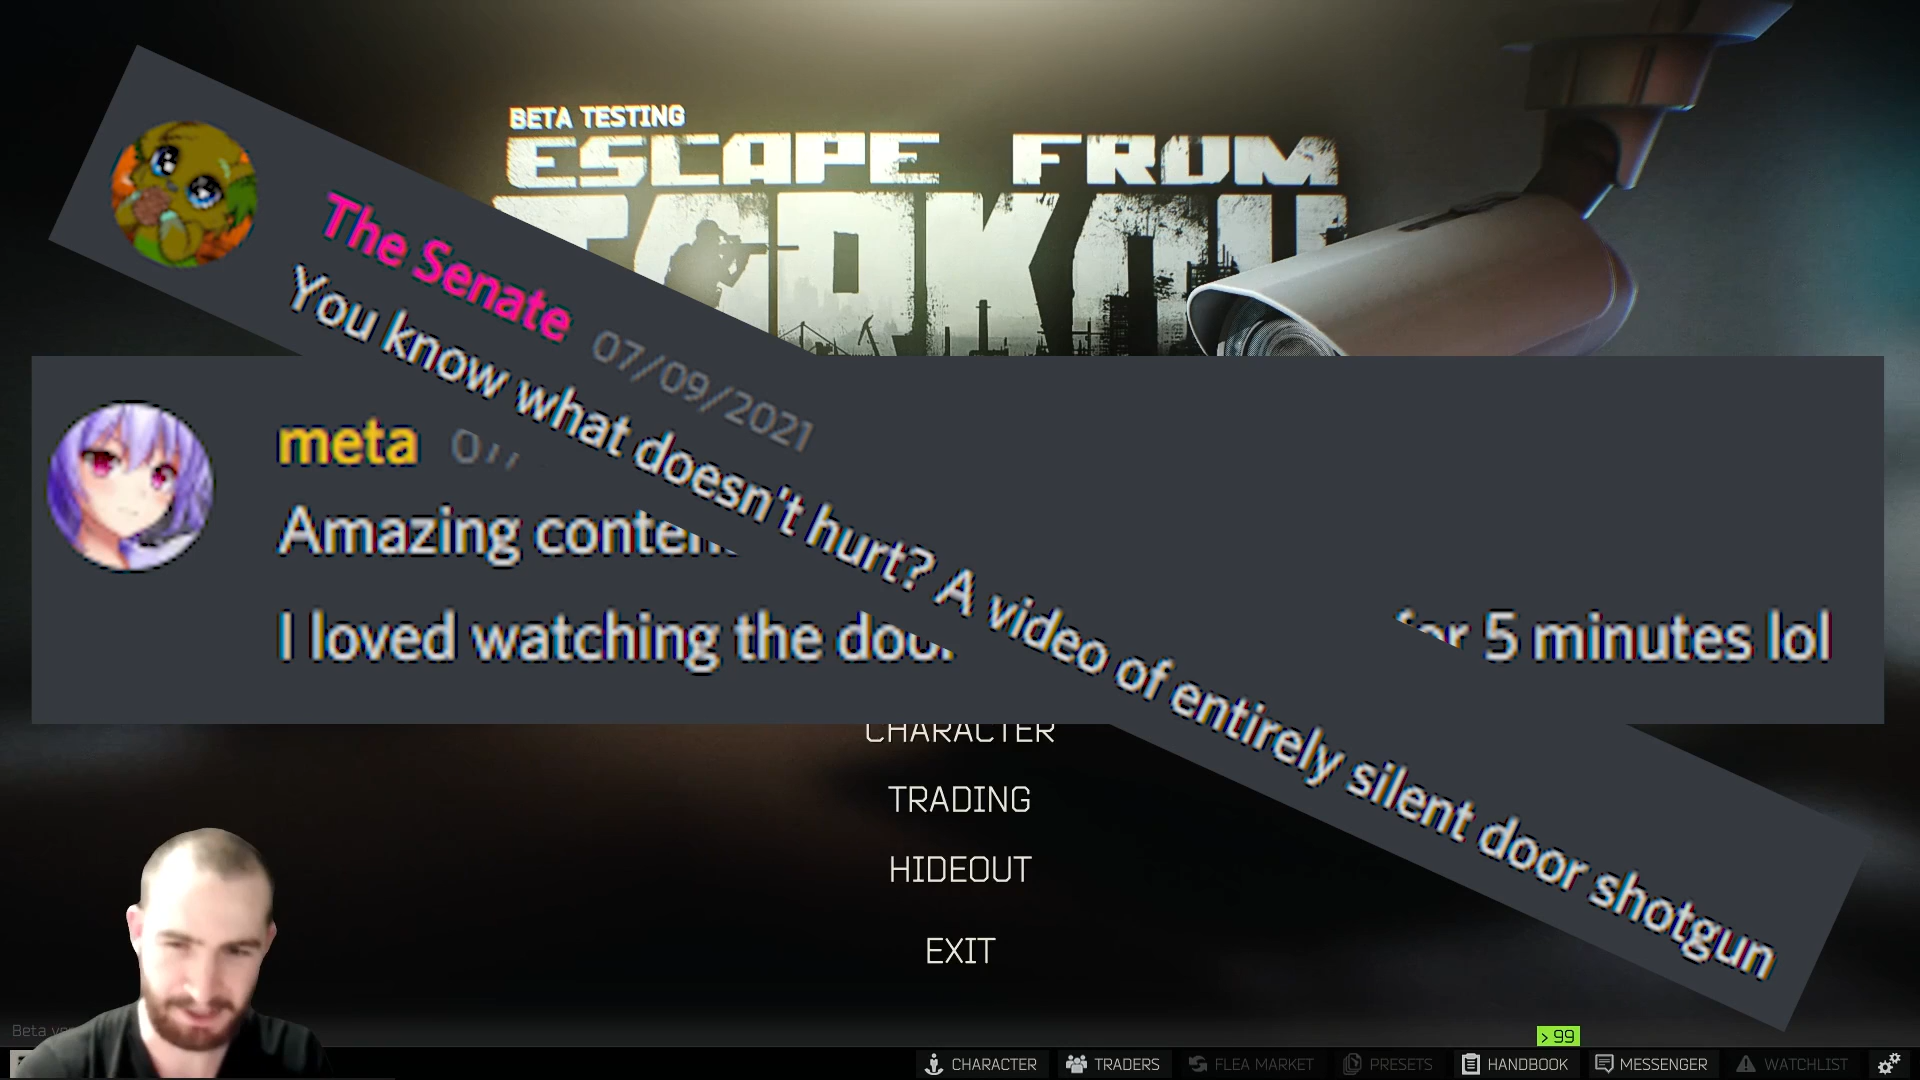 BETA TESTING
ESCAPE FROM
The Senate 07/09/2021
You know what doesn't hurt? A video of entirely silent door shotgun
meta
Amazing
I loved watching the for 5 minutes lol
CHARACTER
TRADING
HIDEOUT
EXIT
Beta
> 99
CHARACTER TRADERS FLEA MARKET PRESETS HANDBOOK MESSENGER WATCHLIST